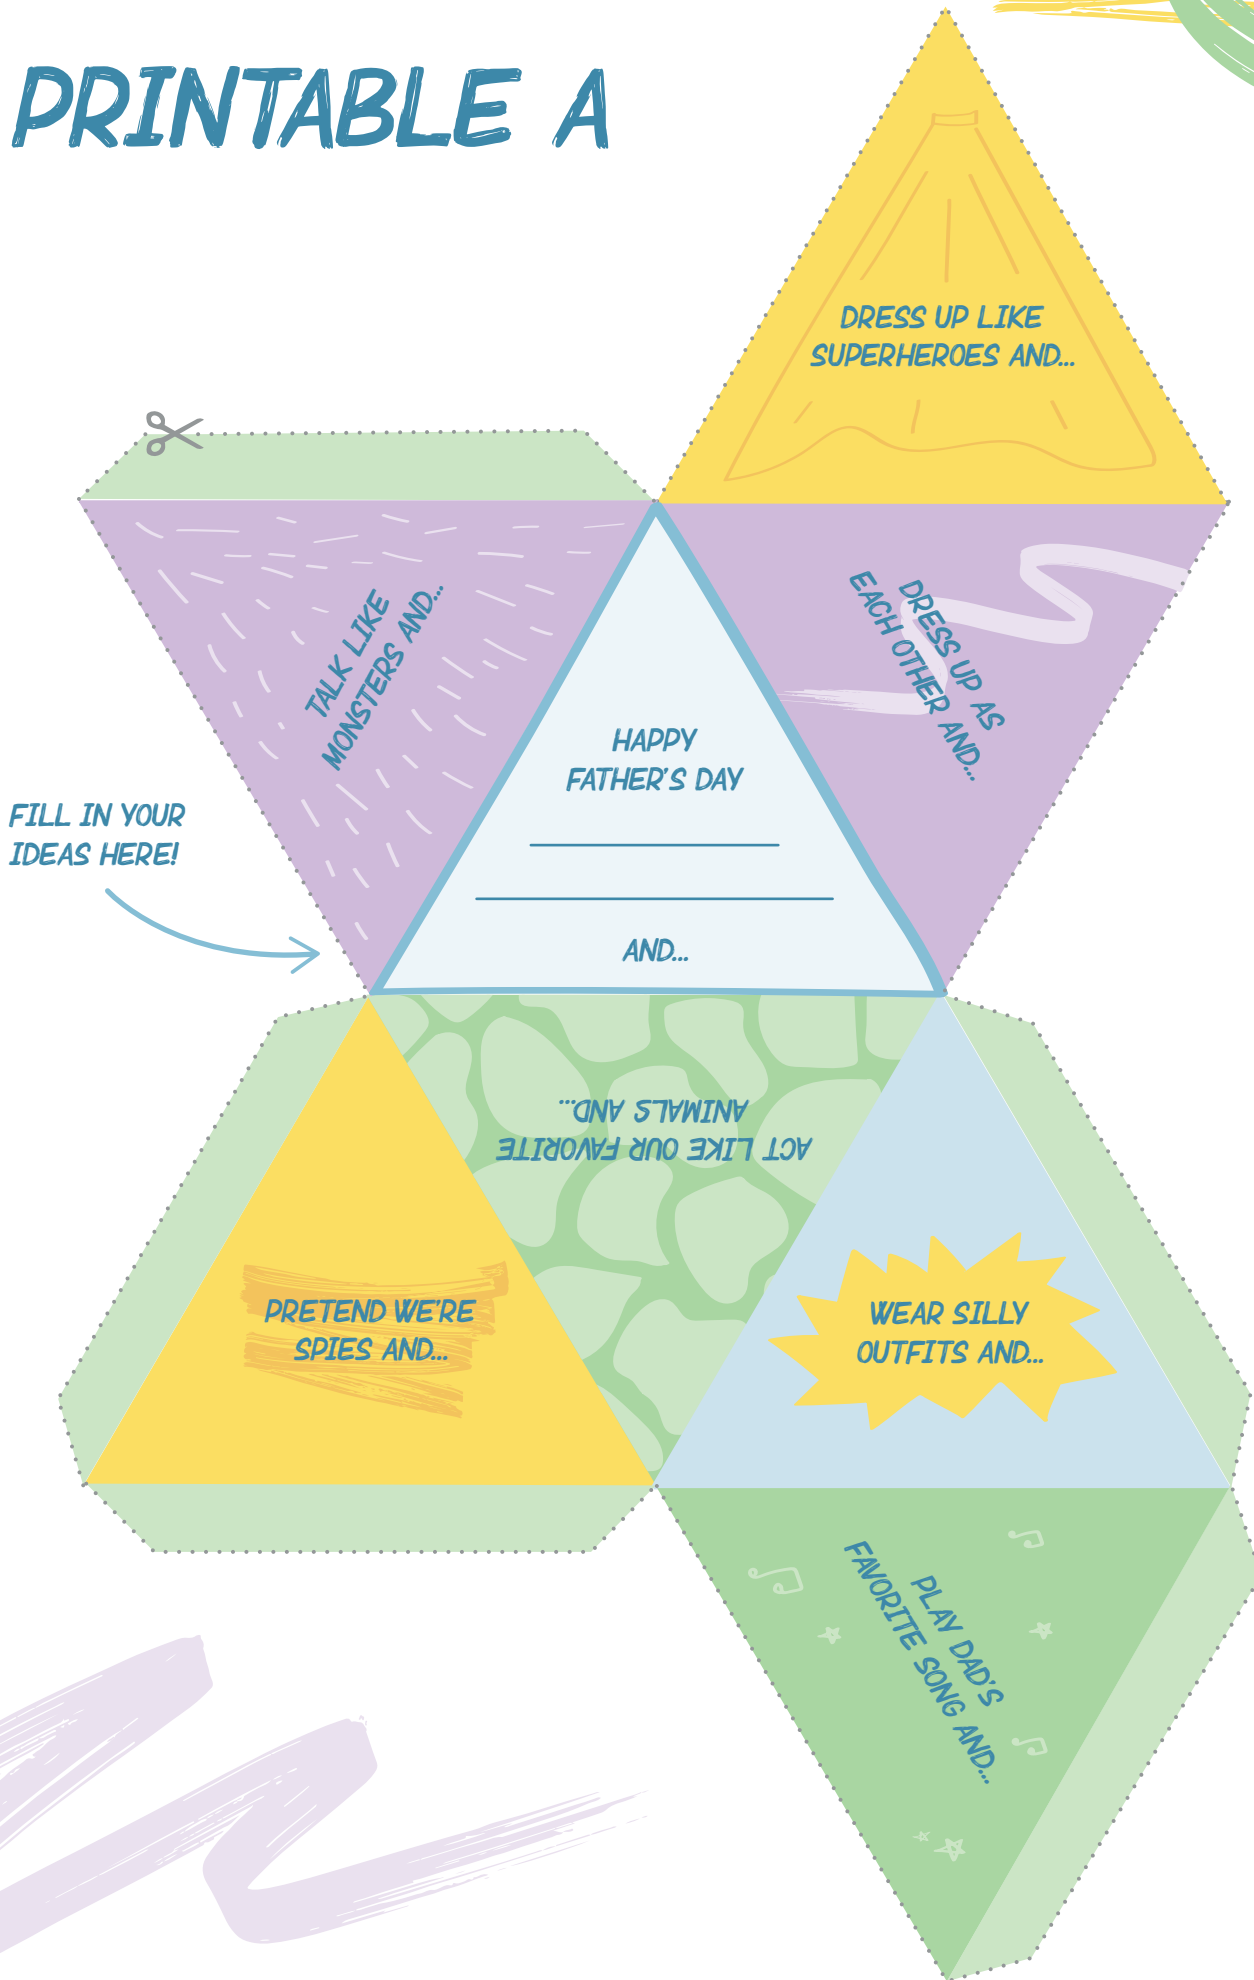 PRINTABLE A
DRESS UP LIKE
SUPERHEROES AND...
TALK LIKE
MONSTERS AND...
DRESS UP AS
EACH OTHER AND...
HAPPY
FATHER'S DAY
AND...
FILL IN YOUR
IDEAS HERE!
ACT LIKE OUR FAVORITE
ANIMALS AND...
PRETEND WE'RE
SPIES AND...
WEAR SILLY
OUTFITS AND...
PLAY DAD'S
FAVORITE SONG AND...